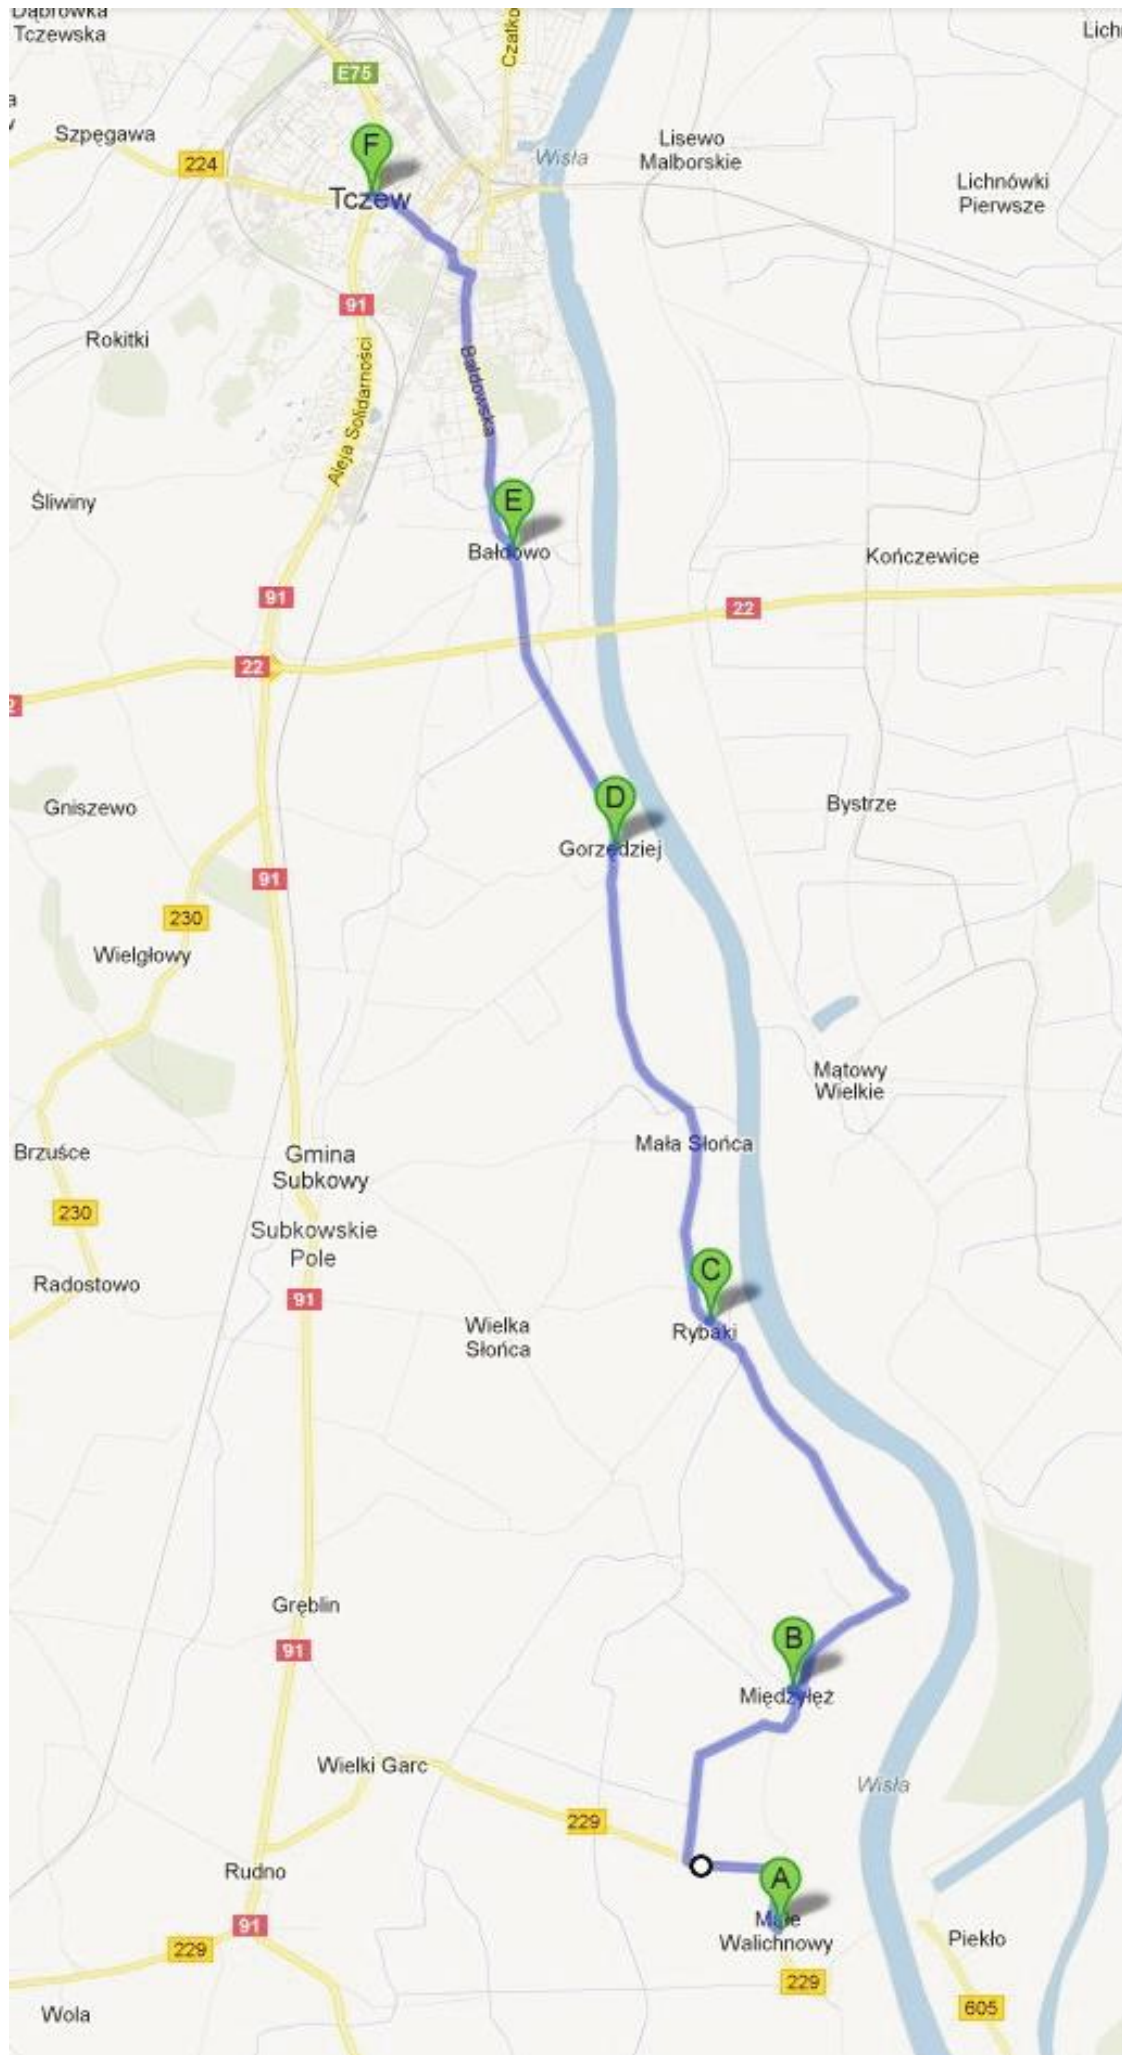 Dąbrówka
Tczewska
Czatko
Lich
E75
Szpęgawa
224
F
Wisła
Lisewo
Malborskie
Lichnówki
Pierwsze
Tczew
91
Rokitki
Bałdowska
Aleja Solidarności
Śliwiny
E
Bałdowo
Kończewice
91
22
22
D
Gniszewo
Bystrze
Gorzędziej
91
230
Wielgłowy
Mątowy
Wielkie
Brzuśce
Gmina
Subkowy
Mała Słońca
230
Subkowskie
Pole
Radostowo
C
91
Wielka
Słońca
Rybaki
Gręblin
B
91
Międzyłęż
Wielki Garc
Wisła
229
Rudno
A
Małe
Walichnowy
91
229
Piekło
229
605
Wola